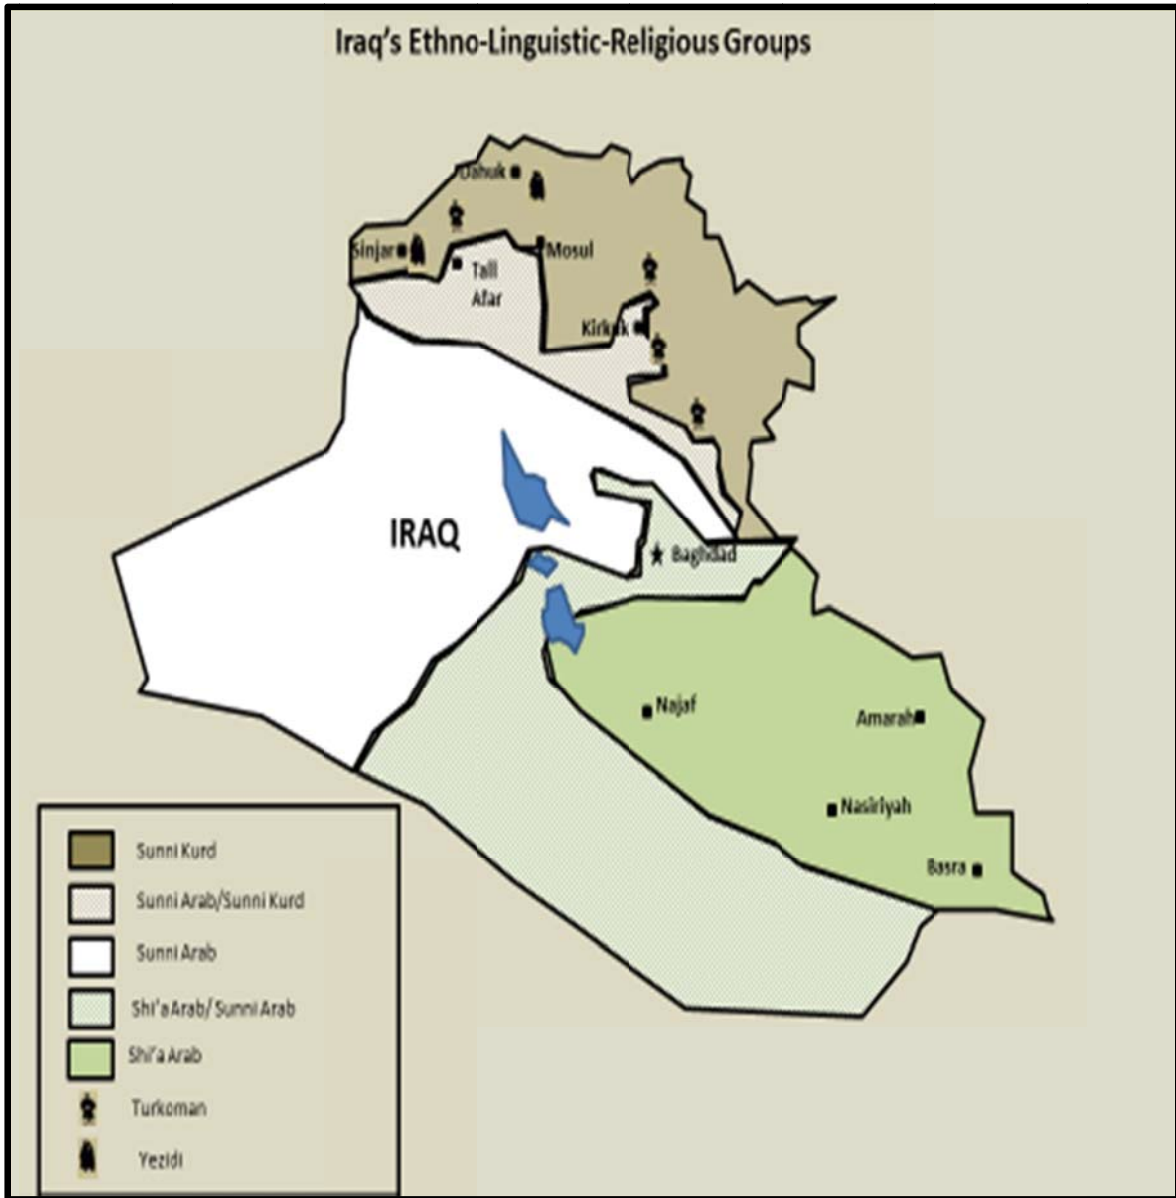 Iraq's Ethno-Linguistic-Religious Groups
Dahuk
Sinjar
Mosul
Tall
Afar
Kirkuk
IRAQ
Baghdad
Najaf
Amarah
Nasiriyah
Basra
Sunni Kurd
Sunni Arab/Sunni Kurd
Sunni Arab
Shi'a Arab/ Sunni Arab
Shi'a Arab
Turkoman
Yezidi